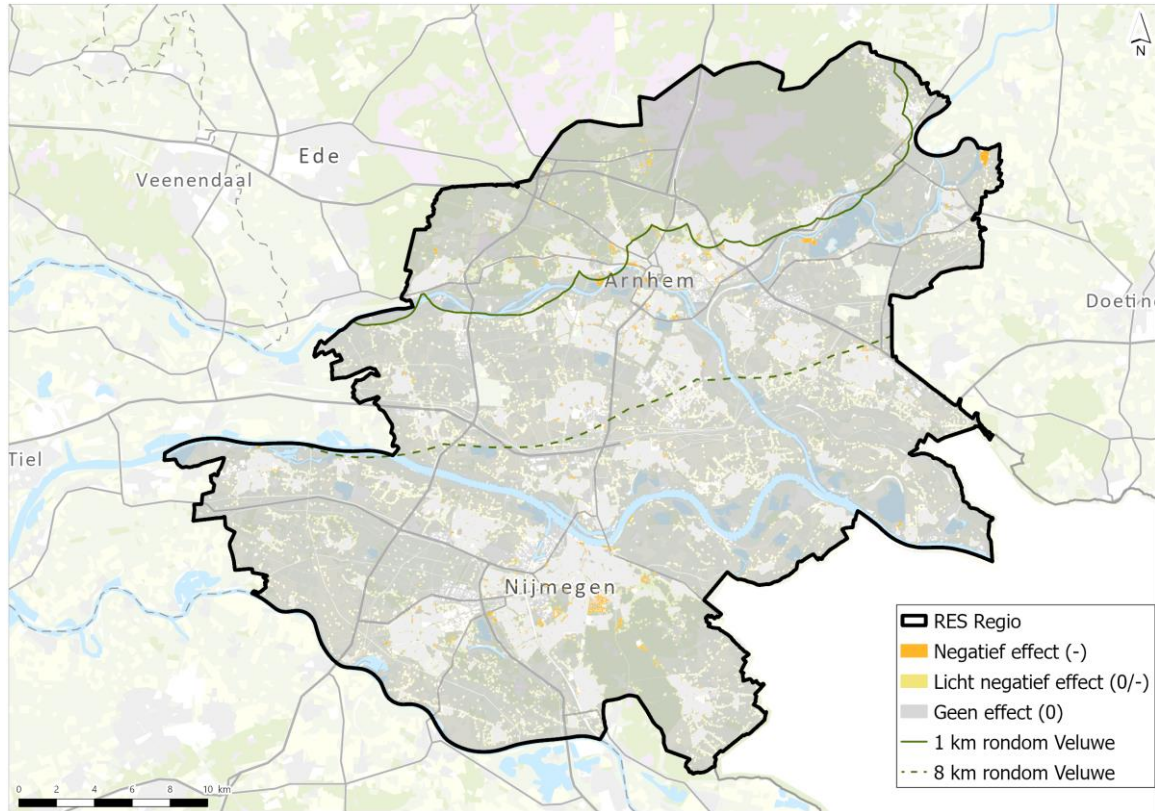 N
Ede
Veenendaal
Arnhem
Doetinc
Tiel
Nijmegen
RES Regio
Negatief effect (-)
Licht negatief effect (0/-)
Geen effect (0)
1 km rondom Veluwe
8 km rondom Veluwe
0 2 4 6 8 10 km